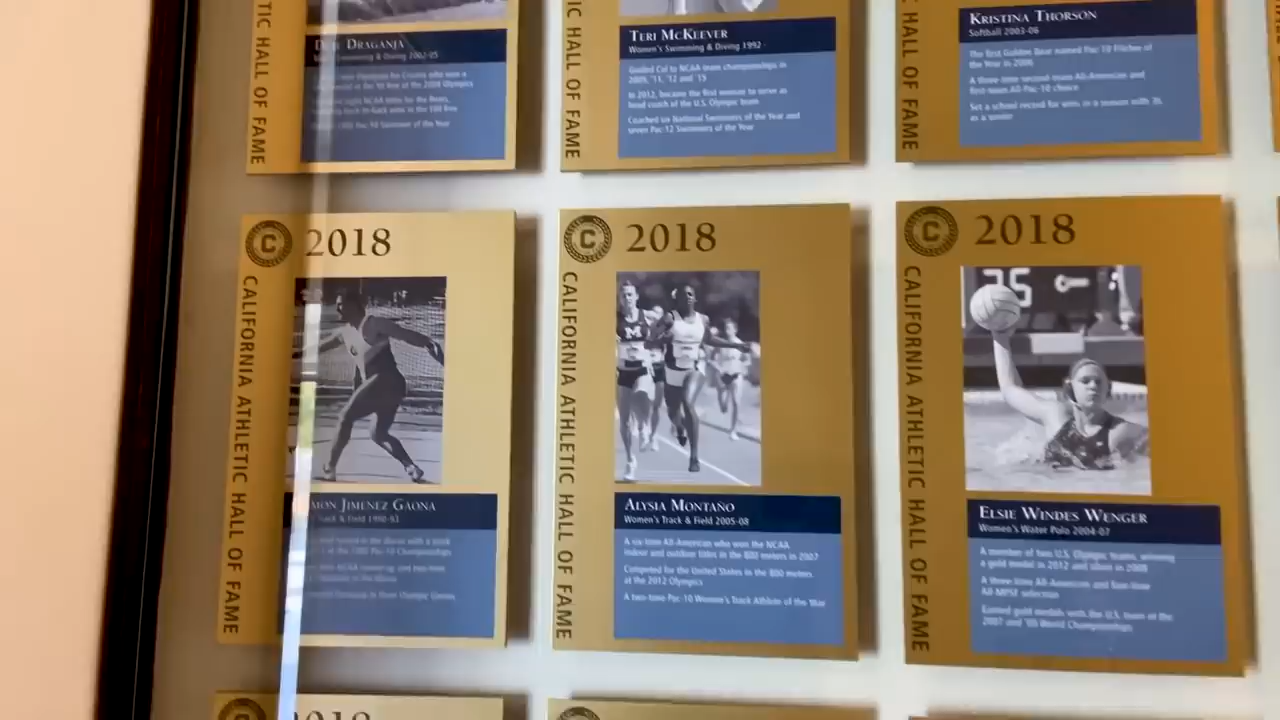 DRAGANJA
Swimming & Diving 2002-05
TIC HALL OF FAME
TERI MCKEEVER
Women's Swimming & Diving 1992-
Guided Cal to NCAA team championships in
2009, '11, '12 and '15
In 2012, became the first woman to serve as
head coach of the U.S. Olympic team
Coached six National Swimmers of the Year and
seven Pac-12 Swimmers of the Year
IC HALL OF FAME
KRISTINA THORSON
Softball 2003-06
The first Golden Bear named Pac-10 Pitcher of
the Year in 2006
A three-time second-team All-American and
first-team All-Pac-10 choice
Set a school record for wins in a season with
as a senior
C HALL OF FAME
C 2018
CALIFORNIA ATHLETIC HALL OF FAME
JIMENEZ GAONA
Track & Field 1990-93
C 2018
CALIFORNIA ATHLETIC HALL OF FAME
M
ALYSIA MONTAÑO
Women's Track & Field 2005-08
A six-time All-American who won the NCAA
indoor and outdoor titles in the 800 meters in 2007
Competed for the United States in the 800 meters
at the 2012 Olympics
A two-time Pac-10 Women's Track Athlete of the Year
C 2018
CALIFORNIA ATHLETIC HALL OF FAME
ELSIE WINDES WENGER
Women's Water Polo 2004-07
A member of two U.S. Olympic teams, winning
a gold medal in 2012 and silver in 2008
A three-time All-American and four-time
All-MPSF selection
Earned gold medals with the U.S. team at the
2007 and '09 World Championships